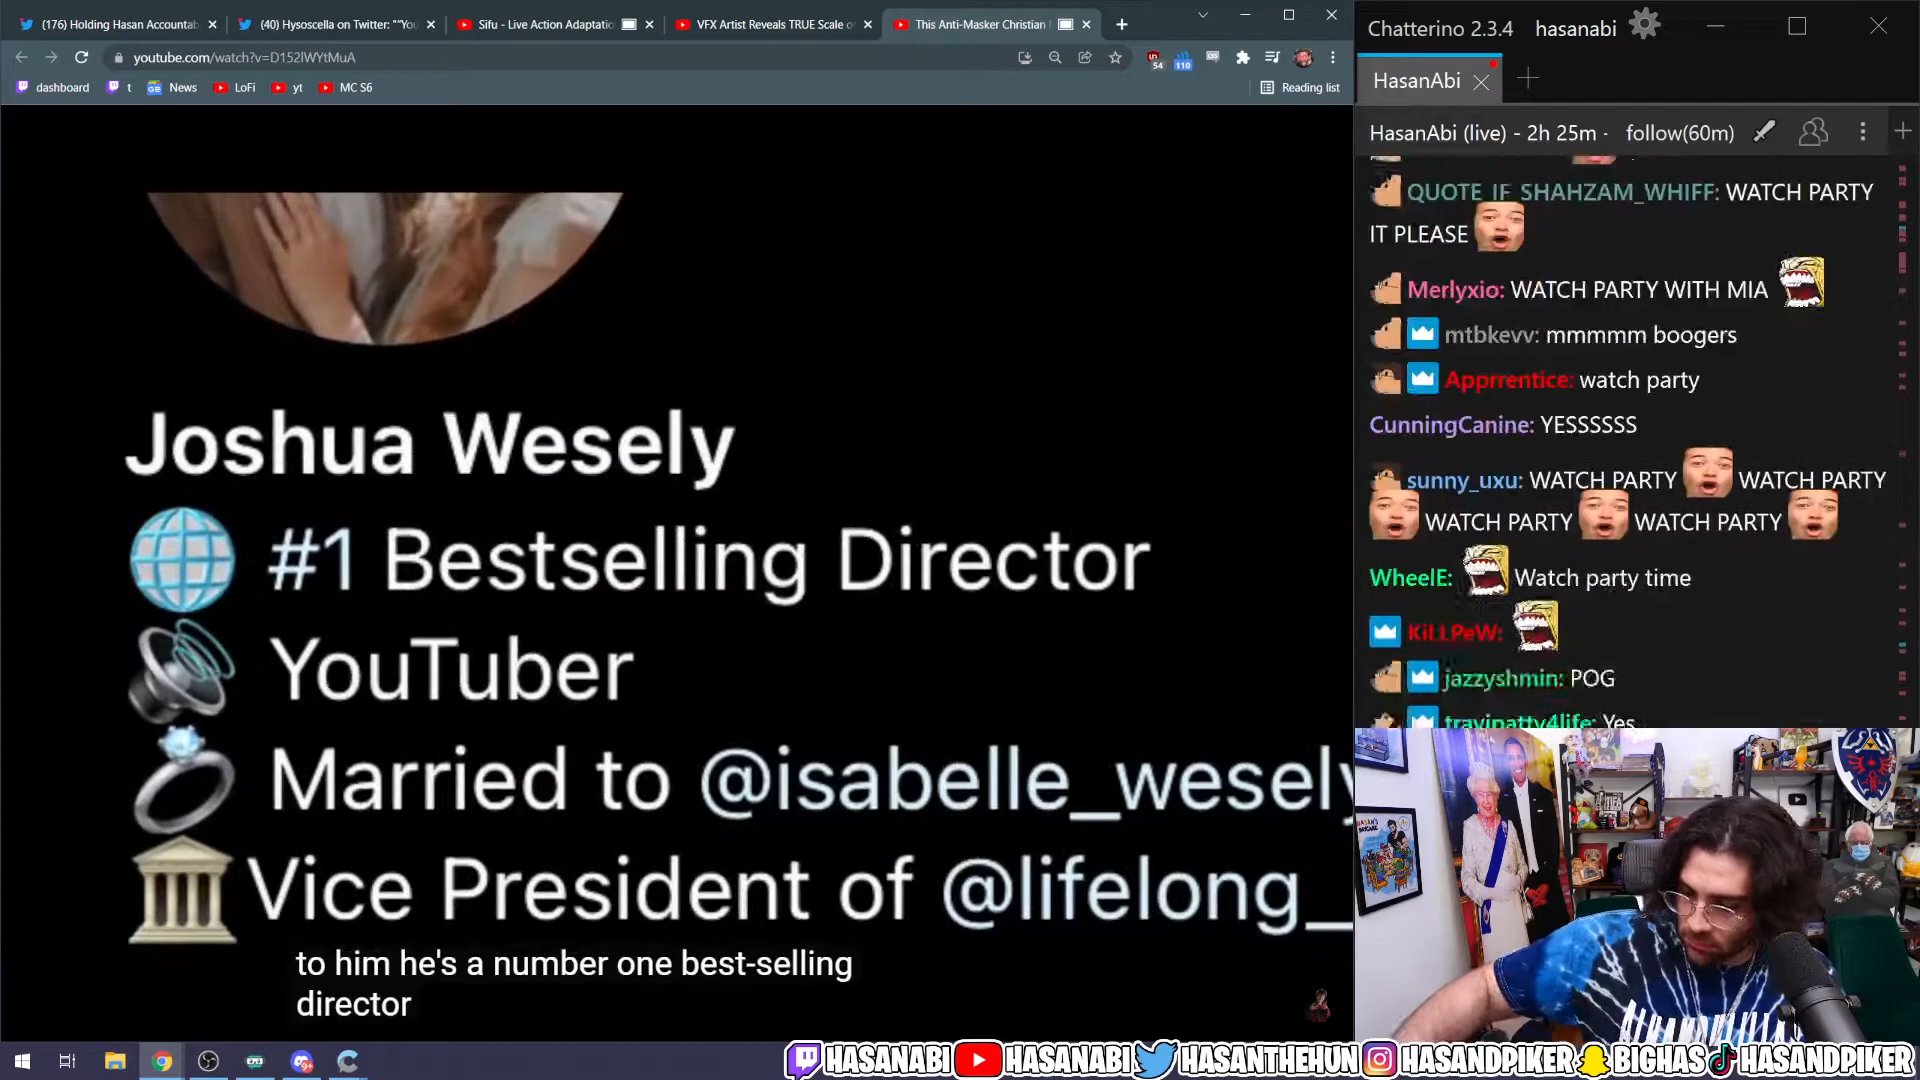 (176) Holding Hasan Accountab
(40) Hysoscella on Twitter: ""You
Sifu - Live Action Adaptatio
VFX Artist Reveals TRUE Scale o
This Anti-Masker Christian
youtube.com/watch?v=D152lWYtMuA
54
110
dashboard
t
News
LoFi
yt
MC S6
Reading list
Joshua Wesely
#1 Bestselling Director
YouTuber
Married to @isabelle_wesely
Vice President of @lifelong_
to him he's a number one best-selling
director
Chatterino 2.3.4
hasanabi
HasanAbi
HasanAbi (live) - 2h 25m -
follow(60m)
QUOTE_IF_SHAHZAM_WHIFF: WATCH PARTY
IT PLEASE
Merlyxio: WATCH PARTY WITH MIA
mtbkevv: mmmmm boogers
Apprrentice: watch party
CunningCanine: YESSSSSS
sunny_uxu: WATCH PARTY WATCH PARTY
WATCH PARTY WATCH PARTY
WheelE: Watch party time
KiLLPeW:
jazzyshmin: POG
travipatty4life: Yes
HASANABI
HASANABI
HASANTHEHUN
HASANDPIKER
BIGHAS
HASANDPIKER